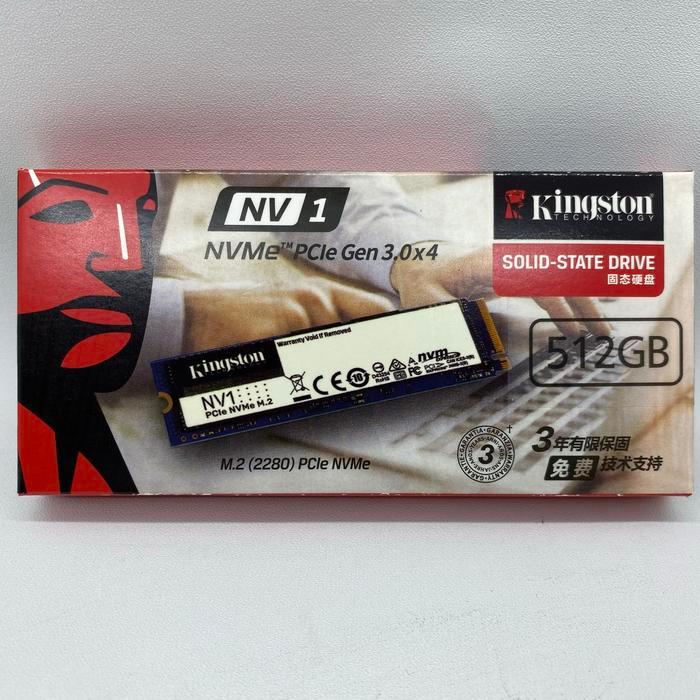 NV 1
NVMe™ PCIe Gen 3.0x4
Kingston
TECHNOLOGY
SOLID-STATE DRIVE
固态硬盘
512GB
Warranty Void if Removed
Kingston
NV1
PCIe NVMe M.2
nvm
M.2 (2280) PCIe NVMe
3
3年有限保固
免费 技术支持